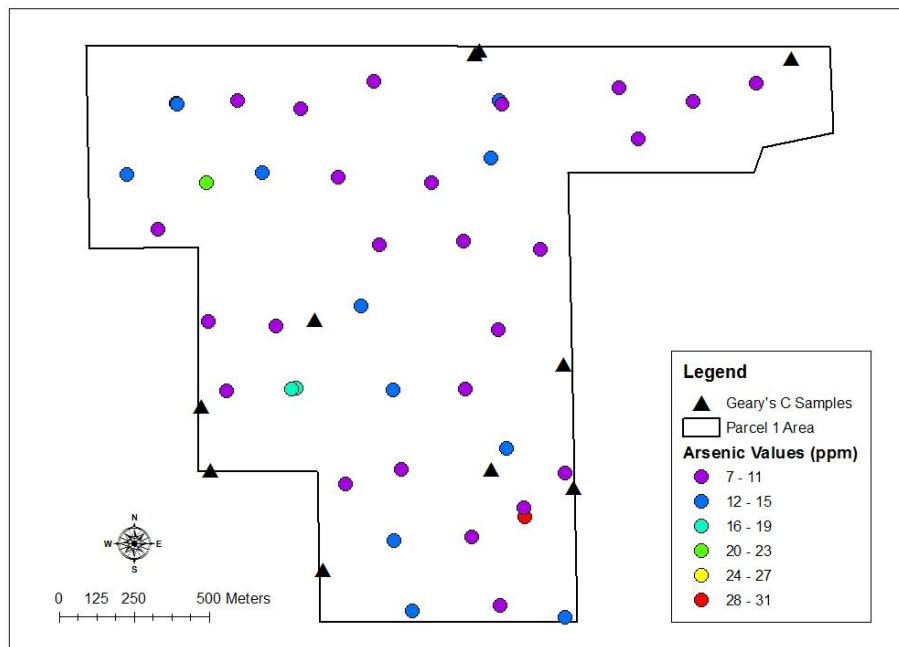 Legend
Geary's C Samples
Parcel 1 Area
Arsenic Values (ppm)
7 - 11
12 - 15
16 - 19
20 - 23
24 - 27
28 - 31
N
W E
S
0 125 250 500 Meters